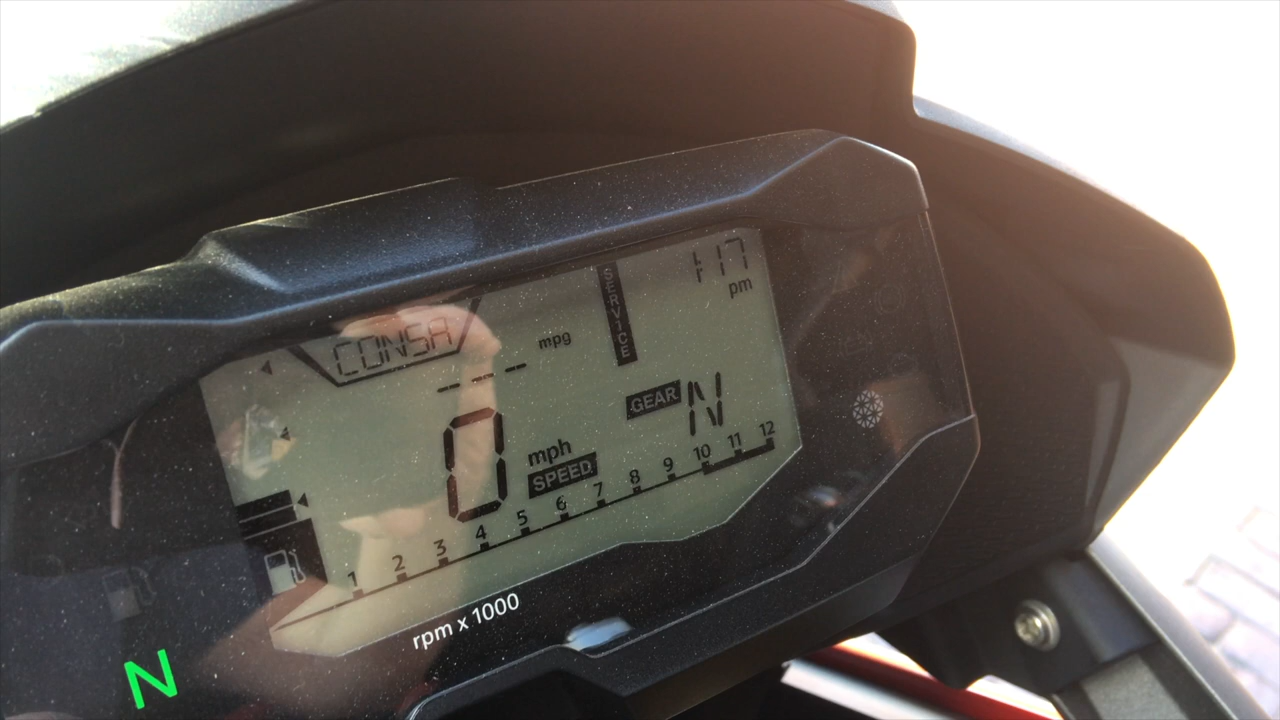 CONSA
mpg
SERVICE
1:17
pm
---
GEAR N
0
mph
SPEED
1 2 3 4 5 6 7 8 9 10 11 12
rpm x 1000
N